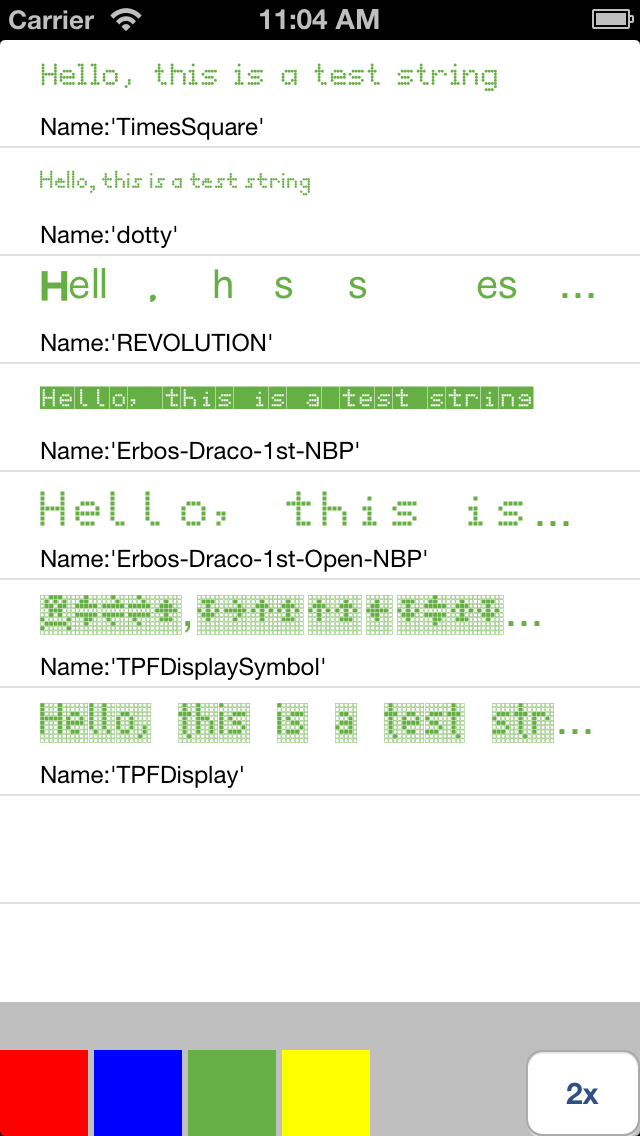 Carrier 11:04 AM
Hello, this is a test string
Name:'TimesSquare'
Hello, this is a test string
Name:'dotty'
Hell , h s s es ...
Name:'REVOLUTION'
Hello, this is a test string
Name:'Erbos-Draco-1st-NBP'
Hello, this is...
Name:'Erbos-Draco-1st-Open-NBP'
Name:'TPFDisplaySymbol'
Hello, this is a test str...
Name:'TPFDisplay'
2x